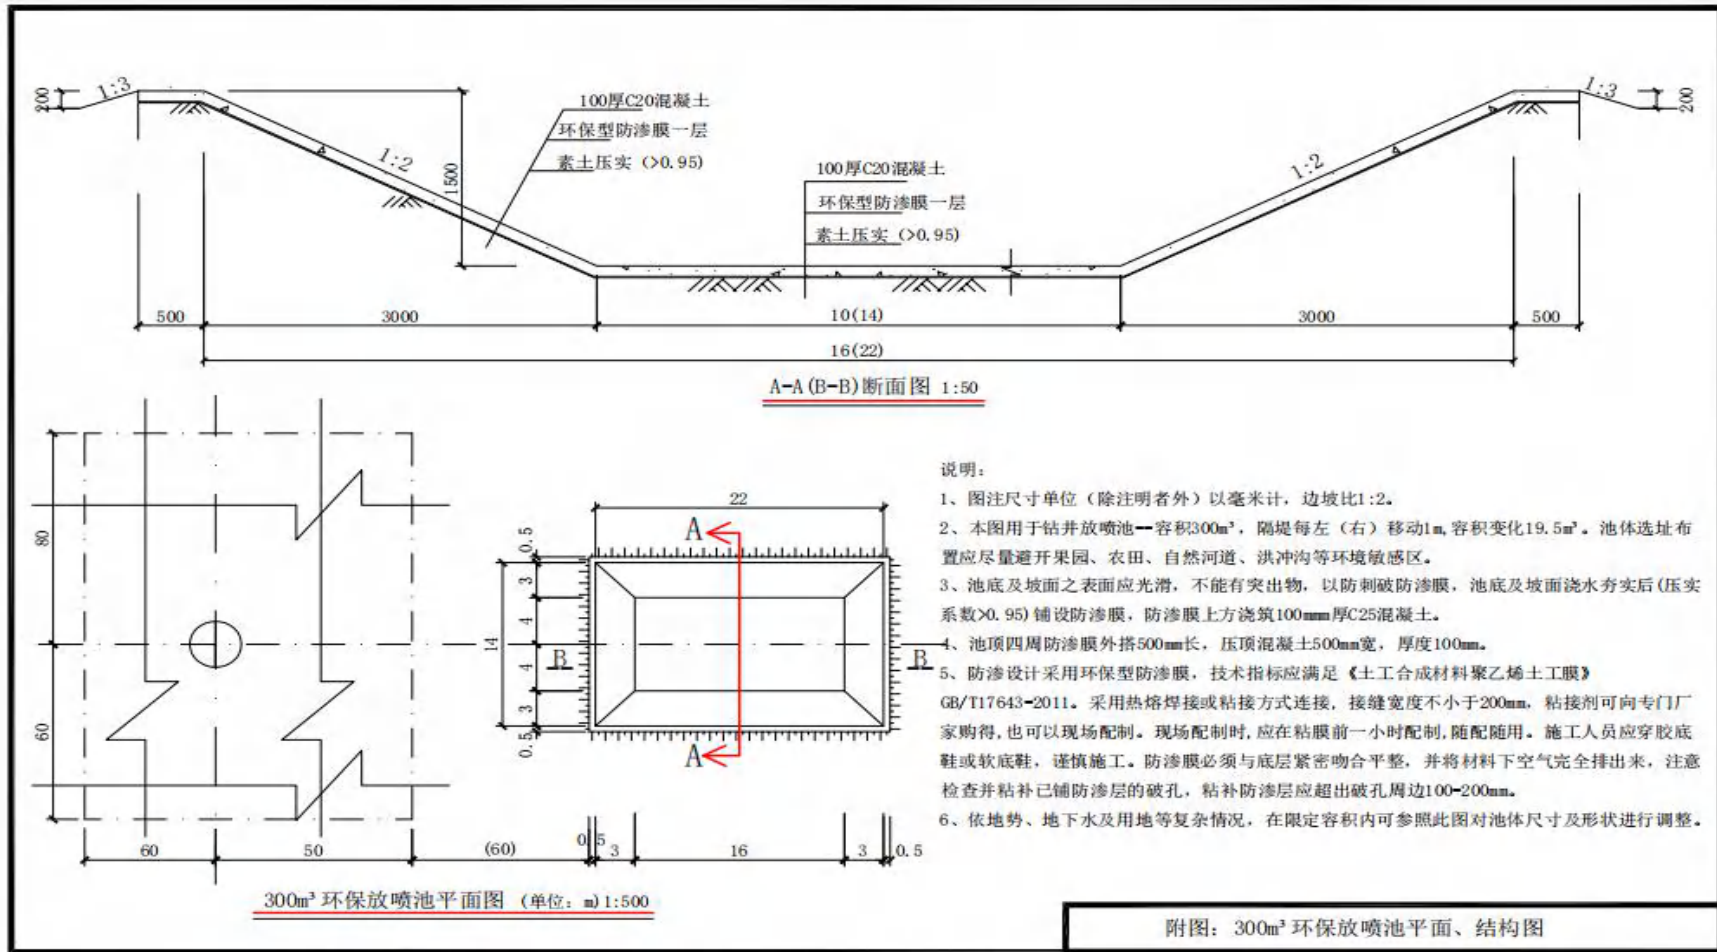 200
1:3
100厚C20混凝土
环保型防渗膜一层
素土压实(>0.95)
1:2
1500
100厚C20混凝土
环保型防渗膜一层
素土压实(>0.95)
1:2
1:3
200
500
3000
10(14)
3000
500
16(22)
A-A(B-B)断面图 1:50
80
60
60
50
(60)
22
A
0.5
3
4
14
4
3
0.5
B
B
A
0.5
3
16
3
0.5
300m³环保放喷池平面图 (单位: m)1:500
说明:
1、图注尺寸单位（除注明者外）以毫米计，边坡比1:2。
2、本图用于钻井放喷池--容积300m³，隔堤每左（右）移动1m,容积变化19.5m³。池体选址布
置应尽量避开果园、农田、自然河道、洪冲沟等环境敏感区。
3、池底及坡面之表面应光滑，不能有突出物，以防刺破防渗膜，池底及坡面浇水夯实后(压实
系数>0.95)铺设防渗膜，防渗膜上方浇筑100mmm厚C25混凝土。
4、池顶四周防渗膜外搭500mm长，压顶混凝土500mm宽，厚度100mm。
5、防渗设计采用环保型防渗膜，技术指标应满足《土工合成材料聚乙烯土工膜》
GB/T17643-2011。采用热熔焊接或粘接方式连接，接缝宽度不小于200mm，粘接剂可向专门厂
家购得,也可以现场配制。现场配制时,应在粘膜前一小时配制,随配随用。施工人员应穿胶底
鞋或软底鞋，谨慎施工。防渗膜必须与底层紧密吻合平整，并将材料下空气完全排出来，注意
检查并粘补已铺防渗层的破孔，粘补防渗层应超出破孔周边100-200mm。
6、依地势、地下水及用地等复杂情况，在限定容积内可参照此图对池体尺寸及形状进行调整。
附图: 300m³环保放喷池平面、结构图